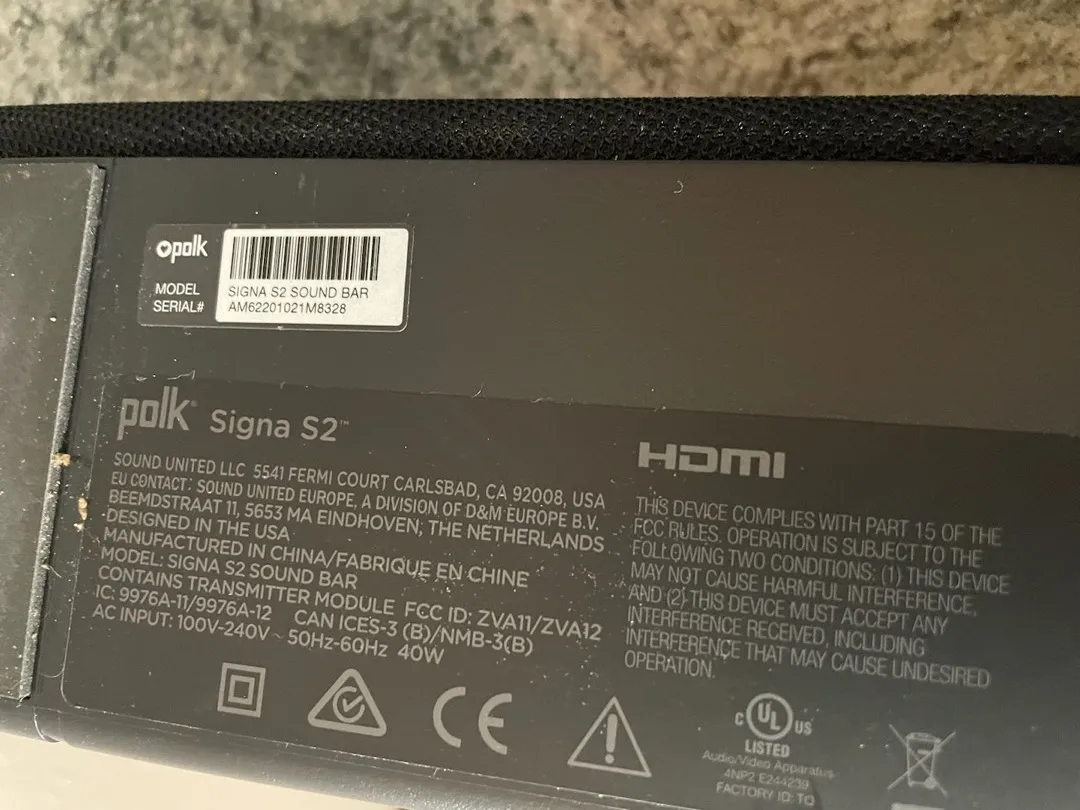 polk
MODEL SIGNA S2 SOUND BAR
SERIAL# AM62201021M8328
polk Signa S2™
SOUND UNITED LLC 5541 FERMI COURT CARLSBAD, CA 92008, USA
EU CONTACT: SOUND UNITED EUROPE, A DIVISION OF D&M EUROPE B.V.
BEEMDSTRAAT 11, 5653 MA EINDHOVEN, THE NETHERLANDS
DESIGNED IN THE USA
MANUFACTURED IN CHINA/FABRIQUE EN CHINE
MODEL: SIGNA S2 SOUND BAR
CONTAINS TRANSMITTER MODULE FCC ID: ZVA11/ZVA12
IC: 9976A-11/9976A-12 CAN ICES-3 (B)/NMB-3(B)
AC INPUT: 100V-240V ~ 50Hz-60Hz 40W
HDMI
THIS DEVICE COMPLIES WITH PART 15 OF THE
FCC RULES. OPERATION IS SUBJECT TO THE
FOLLOWING TWO CONDITIONS: (1) THIS DEVICE
MAY NOT CAUSE HARMFUL INTERFERENCE,
AND (2) THIS DEVICE MUST ACCEPT ANY
INTERFERENCE RECEIVED, INCLUDING
INTERFERENCE THAT MAY CAUSE UNDESIRED
OPERATION.
CE
c UL US
LISTED
Audio/Video Apparatus
4NP2 E244239
FACTORY ID: TO